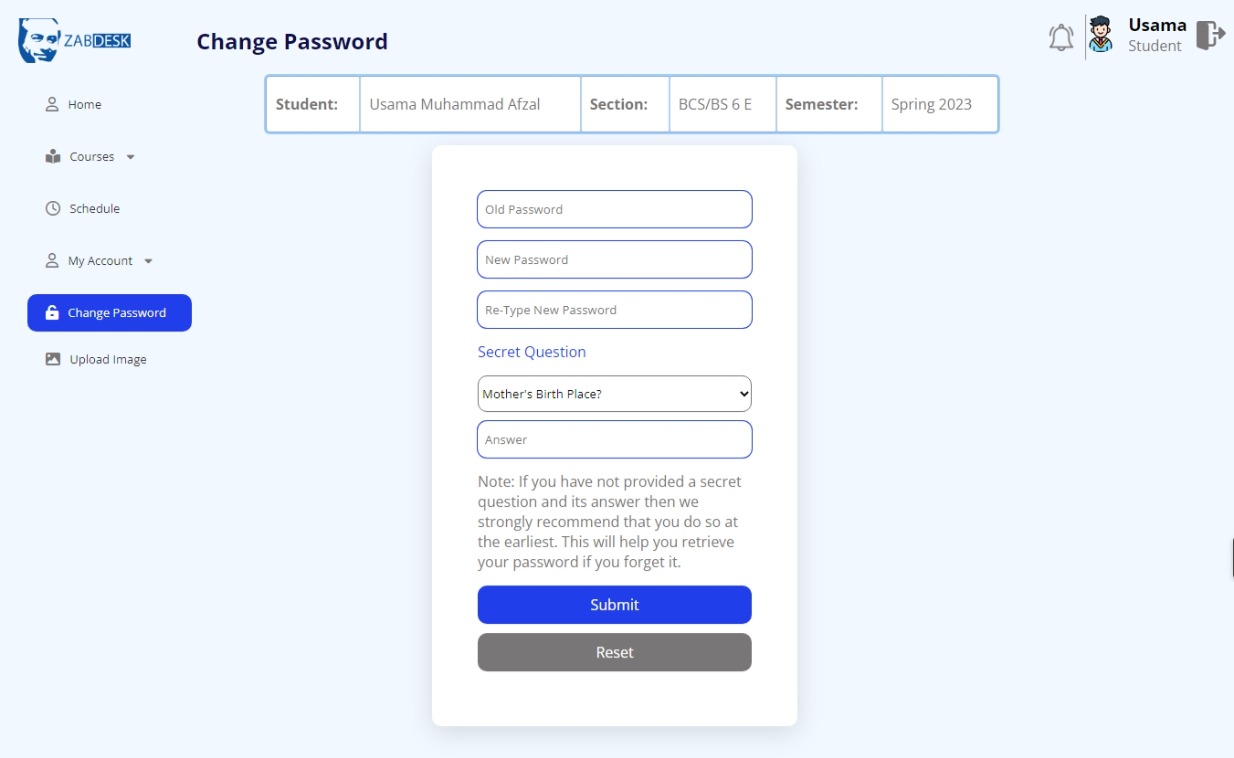 ZABDESK
Change Password
Usama
Student
Home
Courses
Schedule
My Account
Change Password
Upload Image
Student: Usama Muhammad Afzal Section: BCS/BS 6 E Semester: Spring 2023
Old Password
New Password
Re-Type New Password
Secret Question
Mother's Birth Place?
Answer
Note: If you have not provided a secret
question and its answer then we
strongly recommend that you do so at
the earliest. This will help you retrieve
your password if you forget it.
Submit
Reset